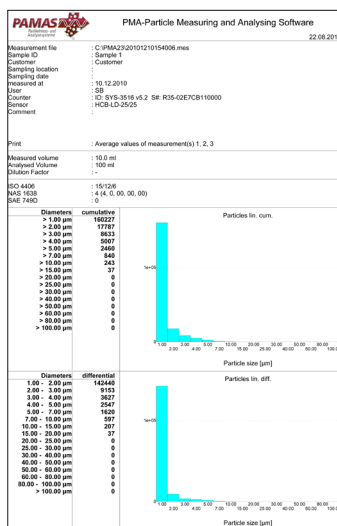 PAMAS
Partikelmess- und
Analysesysteme
PMA-Particle Measuring and Analysing Software
22.08.201
Measurement file : C:\PMA23\20101210154006.mes
Sample ID : Sample 1
Customer : Customer
Sampling location :
Sampling date :
measured at : 10.12.2010
User : SB
Counter : ID: SYS-3516 v5.2 S#: R35-02E7CB110000
Sensor : HCB-LD-25/25
Comment :
Print : Average values of measurement(s) 1, 2, 3
Measured volume : 10.0 ml
Analysed Volume : 100 ml
Dilution Factor : -
ISO 4406 : 15/12/6
NAS 1638 : 4 (4, 0, 00, 00, 00)
SAE 749D : 0
Diameters cumulative
> 1.00 µm 160227
> 2.00 µm 17787
> 3.00 µm 8633
> 4.00 µm 5007
> 5.00 µm 2460
> 7.00 µm 840
> 10.00 µm 243
> 15.00 µm 37
> 20.00 µm 0
> 25.00 µm 0
> 30.00 µm 0
> 40.00 µm 0
> 50.00 µm 0
> 60.00 µm 0
> 80.00 µm 0
> 100.00 µm 0
Particles lin. cum.
1e+05
1.00 3.00 5.00 10.00 20.00 30.00 50.00 80.00
2.00 4.00 7.00 15.00 25.00 40.00 60.00 100.0
Particle size [µm]
Diameters differential
1.00 - 2.00 µm 142440
2.00 - 3.00 µm 9153
3.00 - 4.00 µm 3627
4.00 - 5.00 µm 2547
5.00 - 7.00 µm 1620
7.00 - 10.00 µm 597
10.00 - 15.00 µm 207
15.00 - 20.00 µm 37
20.00 - 25.00 µm 0
25.00 - 30.00 µm 0
30.00 - 40.00 µm 0
40.00 - 50.00 µm 0
50.00 - 60.00 µm 0
60.00 - 80.00 µm 0
80.00 - 100.00 µm 0
> 100.00 µm 0
Particles lin. diff.
1e+05
1.00 3.00 5.00 10.00 20.00 30.00 50.00 80.00
2.00 4.00 7.00 15.00 25.00 40.00 60.00 100.0
Particle size [µm]